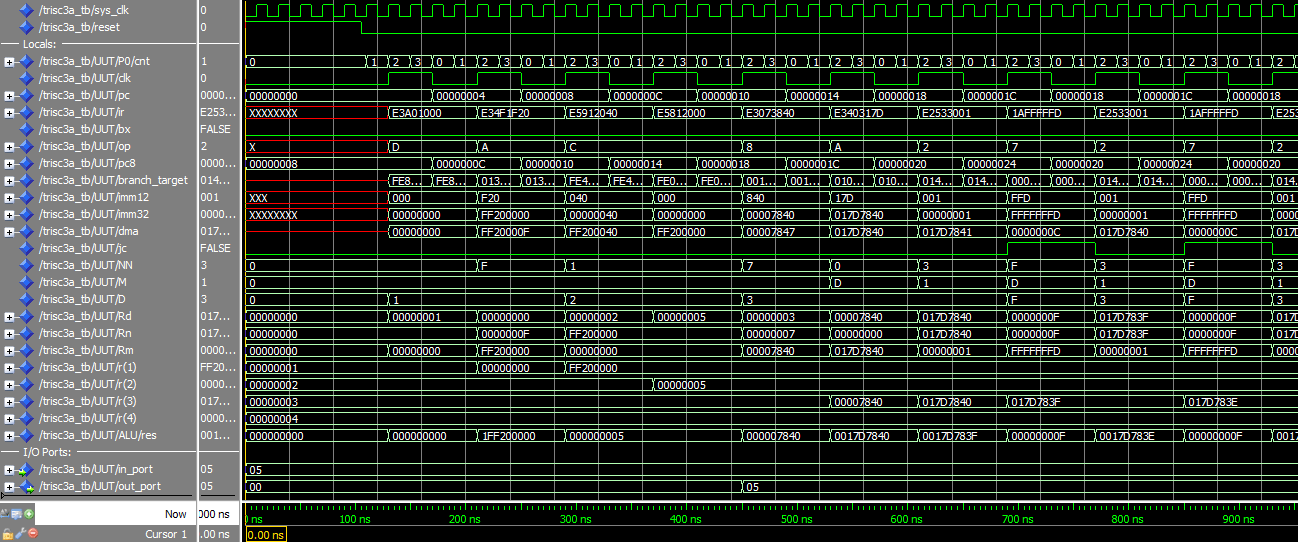 /trisc3a_tb/sys_clk 0
/trisc3a_tb/reset 0
Locals:
/trisc3a_tb/UUT/P0/cnt 1 0 1 2 3 0 1 2 3 0 1 2 3 0 1 2 3 0 1 2 3 0 1 2 3 0 1 2 3 0 1 2 3 0 1 2 3 0 1 2 3 0 1 2
/trisc3a_tb/UUT/clk 0
/trisc3a_tb/UUT/pc 0000... 00000000 00000004 00000008 0000000C 00000010 00000014 00000018 0000001C 00000018 0000001C 00000018
/trisc3a_tb/UUT/ir E2533... XXXXXXXX E3A01000 E34F1F20 E5912040 E5812000 E3073840 E340317D E2533001 1AFFFFFD E2533001 1AFFFFFD E253...
/trisc3a_tb/UUT/bx FALSE
/trisc3a_tb/UUT/op 2 X D A C 8 A 2 7 2 7 2
/trisc3a_tb/UUT/pc8 0000... 00000008 0000000C 00000010 00000014 00000018 0000001C 00000020 00000024 00000020 00000024 00000020
/trisc3a_tb/UUT/branch_target 014... FE8... FE8... 013... 013... FE4... FE4... FE0... FE0... 001... 001... 010... 010... 014... 014... 000... 000... 014... 014... 000... 000... 014...
/trisc3a_tb/UUT/imm12 001 XXX 000 F20 040 000 840 17D 001 FFD 001 FFD 001
/trisc3a_tb/UUT/imm32 0000... XXXXXXXX 00000000 FF200000 00000040 00000000 00007840 017D7840 00000001 FFFFFFFD 00000001 FFFFFFFD 0000...
/trisc3a_tb/UUT/dma 017... 00000000 FF20000F FF200040 FF200000 00007847 017D7840 017D7841 0000000C 017D7840 0000000C 017D...
/trisc3a_tb/UUT/jc FALSE
/trisc3a_tb/UUT/NN 3 0 F 1 7 0 3 F 3 F 3
/trisc3a_tb/UUT/M 1 0 D 1 D 1 D 1
/trisc3a_tb/UUT/D 3 0 1 2 3 F 3 F 3
/trisc3a_tb/UUT/Rd 017... 00000000 00000001 00000000 00000002 00000005 00000003 00007840 017D7840 0000000F 017D783F 0000000F 017D...
/trisc3a_tb/UUT/Rn 017... 00000000 0000000F FF200000 00000007 00000000 017D7840 0000000F 017D783F 0000000F 017D...
/trisc3a_tb/UUT/Rm 0000... 00000000 00000000 FF200000 00000000 00007840 017D7840 00000001 FFFFFFFD 00000001 FFFFFFFD 0000...
/trisc3a_tb/UUT/r(1) FF20... 00000001 00000000 FF200000
/trisc3a_tb/UUT/r(2) 0000... 00000002 00000005
/trisc3a_tb/UUT/r(3) 017... 00000003 00007840 017D7840 017D783F 017D783E
/trisc3a_tb/UUT/r(4) 0000... 00000004
/trisc3a_tb/UUT/ALU/res 001... 000000000 000000000 1FF200000 000000005 000007840 0017D7840 0017D783F 00000000F 0017D783E 00000000F 0017...
I/O Ports:
/trisc3a_tb/UUT/in_port 05 05
/trisc3a_tb/UUT/out_port 05 00 05
Now 000 ns 0 ns 100 ns 200 ns 300 ns 400 ns 500 ns 600 ns 700 ns 800 ns 900 ns
Cursor 1 .00 ns 0.00 ns